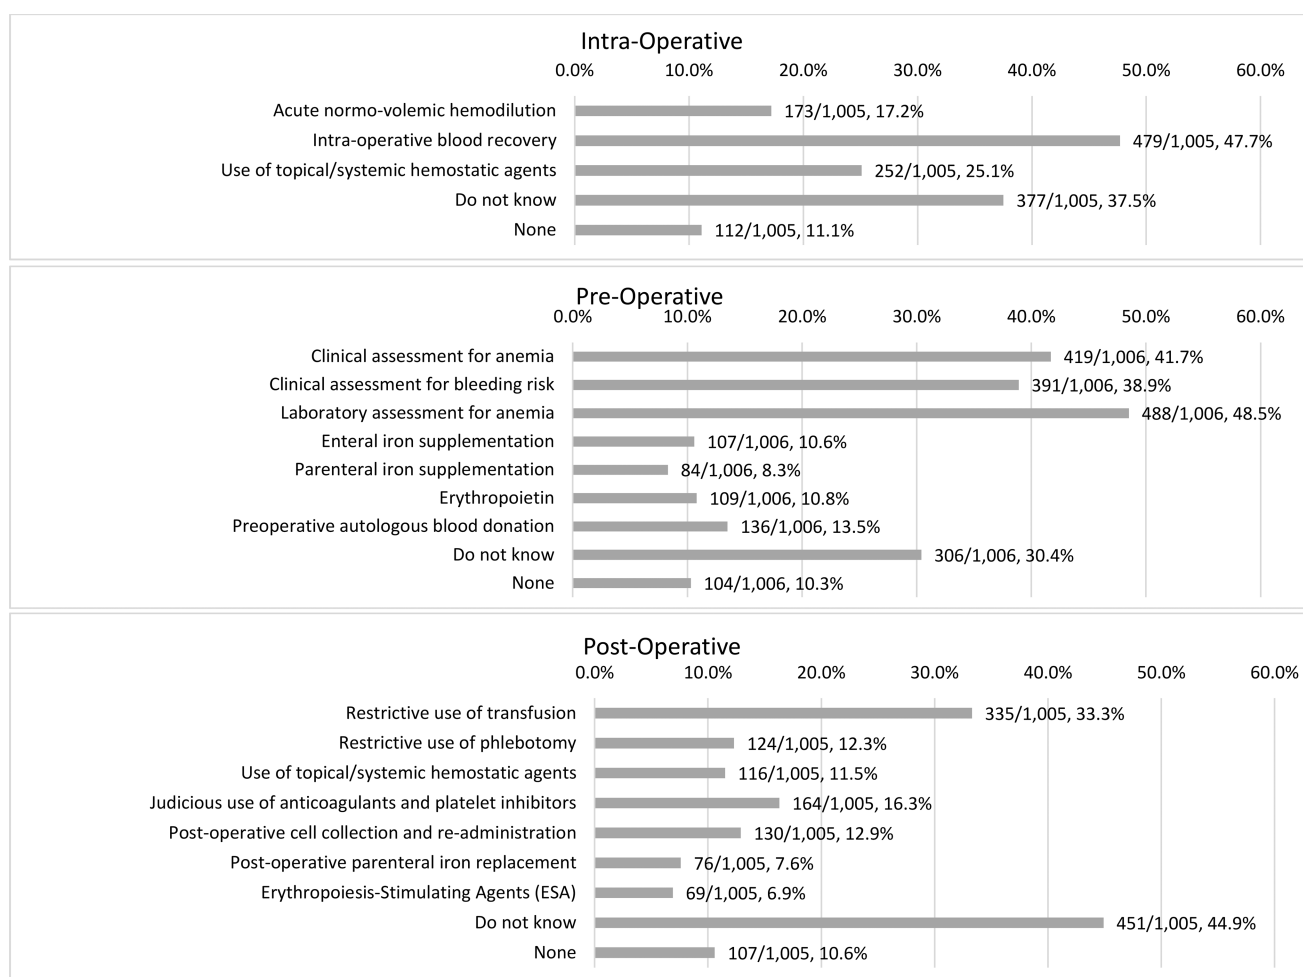 Intra-Operative
0.0% 10.0% 20.0% 30.0% 40.0% 50.0% 60.0%
Acute normo-volemic hemodilution 173/1,005, 17.2%
Intra-operative blood recovery 479/1,005, 47.7%
Use of topical/systemic hemostatic agents 252/1,005, 25.1%
Do not know 377/1,005, 37.5%
None 112/1,005, 11.1%
Pre-Operative
0.0% 10.0% 20.0% 30.0% 40.0% 50.0% 60.0%
Clinical assessment for anemia 419/1,006, 41.7%
Clinical assessment for bleeding risk 391/1,006, 38.9%
Laboratory assessment for anemia 488/1,006, 48.5%
Enteral iron supplementation 107/1,006, 10.6%
Parenteral iron supplementation 84/1,006, 8.3%
Erythropoietin 109/1,006, 10.8%
Preoperative autologous blood donation 136/1,006, 13.5%
Do not know 306/1,006, 30.4%
None 104/1,006, 10.3%
Post-Operative
0.0% 10.0% 20.0% 30.0% 40.0% 50.0% 60.0%
Restrictive use of transfusion 335/1,005, 33.3%
Restrictive use of phlebotomy 124/1,005, 12.3%
Use of topical/systemic hemostatic agents 116/1,005, 11.5%
Judicious use of anticoagulants and platelet inhibitors 164/1,005, 16.3%
Post-operative cell collection and re-administration 130/1,005, 12.9%
Post-operative parenteral iron replacement 76/1,005, 7.6%
Erythropoiesis-Stimulating Agents (ESA) 69/1,005, 6.9%
Do not know 451/1,005, 44.9%
None 107/1,005, 10.6%